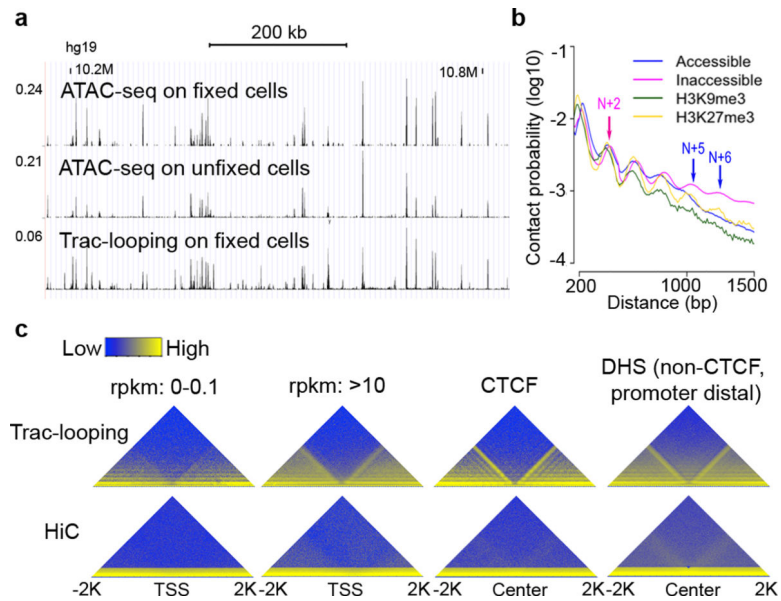 a
200 kb
hg19
10.2M
10.8M
0.24
ATAC-seq on fixed cells
0.21
ATAC-seq on unfixed cells
0.06
Trac-looping on fixed cells
b
Contact probability (log10)
-1
-2
-3
-4
Accessible
Inaccessible
H3K9me3
H3K27me3
N+2
N+5
N+6
200
1000
1500
Distance (bp)
c
Low
High
rpkm: 0-0.1
rpkm: >10
CTCF
DHS (non-CTCF,
promoter distal)
Trac-looping
HiC
-2K
TSS
2K
-2K
TSS
2K
-2K
Center
2K
-2K
Center
2K